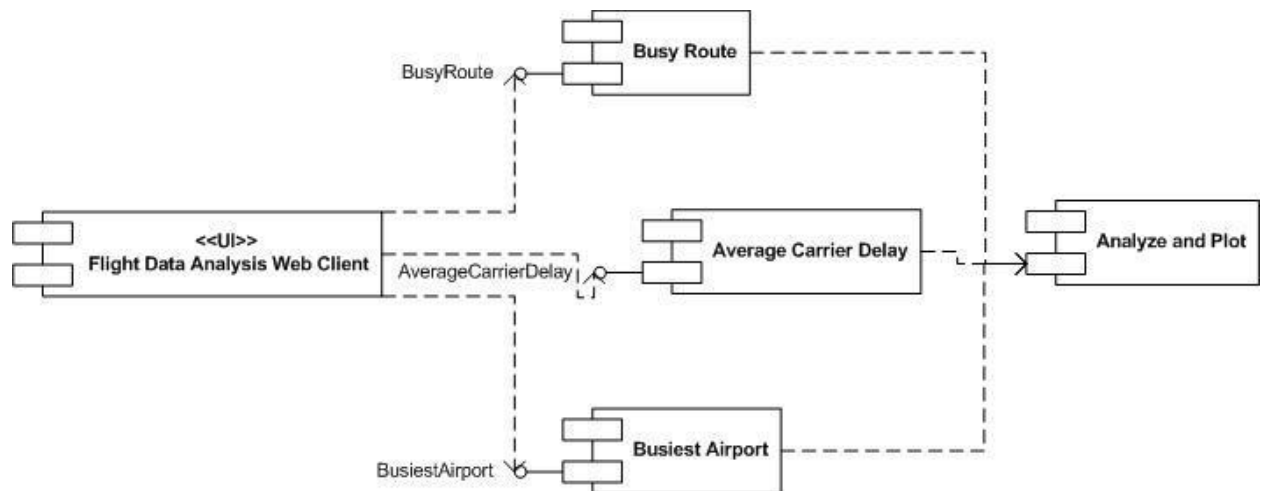 Busy Route
BusyRoute
<<UI>>
Flight Data Analysis Web Client
AverageCarrierDelay
Average Carrier Delay
Analyze and Plot
Busiest Airport
BusiestAirport